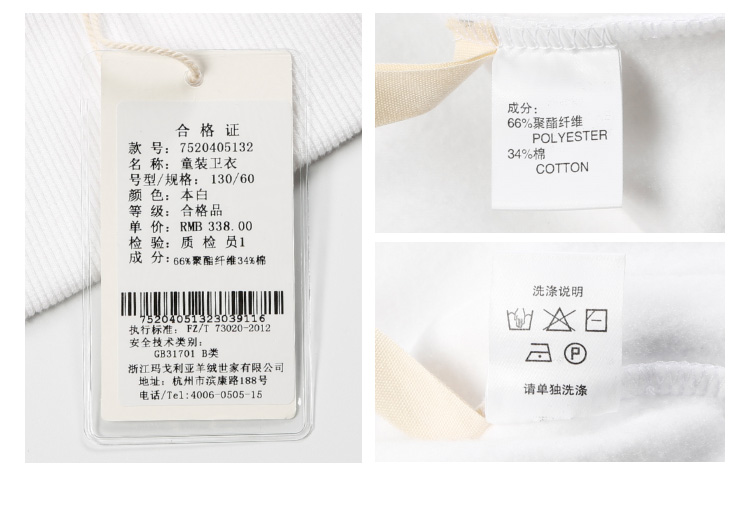 合格证
款 号: 7520405132
名 称: 童装卫衣
号型/规格: 130/60
颜 色: 本白
等 级: 合格品
单 价: RMB 338.00
检 验: 质 检 员1
成 分: 66%聚酯纤维34%棉
75204051323039116
执行标准: FZ/T 73020-2012
安全技术类别:
GB31701 B类
浙江玛戈利亚羊绒世家有限公司
地址: 杭州市滨康路188号
电话/Tel:4006-0505-15
成分:
66%聚酯纤维
POLYESTER
34%棉
COTTON
洗涤说明
P
请单独洗涤